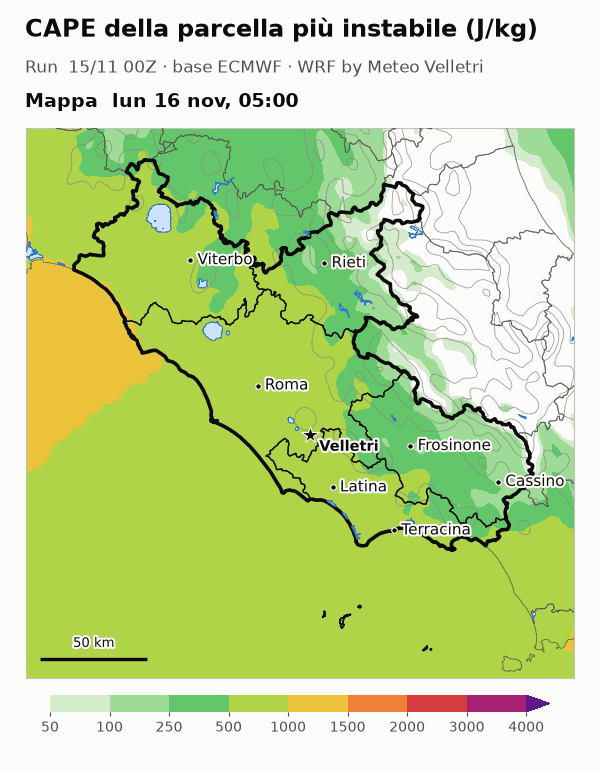 CAPE della parcella più instabile (J/kg)
Run  15/11 00Z · base ECMWF · WRF by Meteo Velletri
Mappa  lun 16 nov, 05:00
Viterbo
Rieti
Roma
Velletri
Frosinone
Cassino
Latina
Terracina
50 km
50 100 250 500 1000 1500 2000 3000 4000